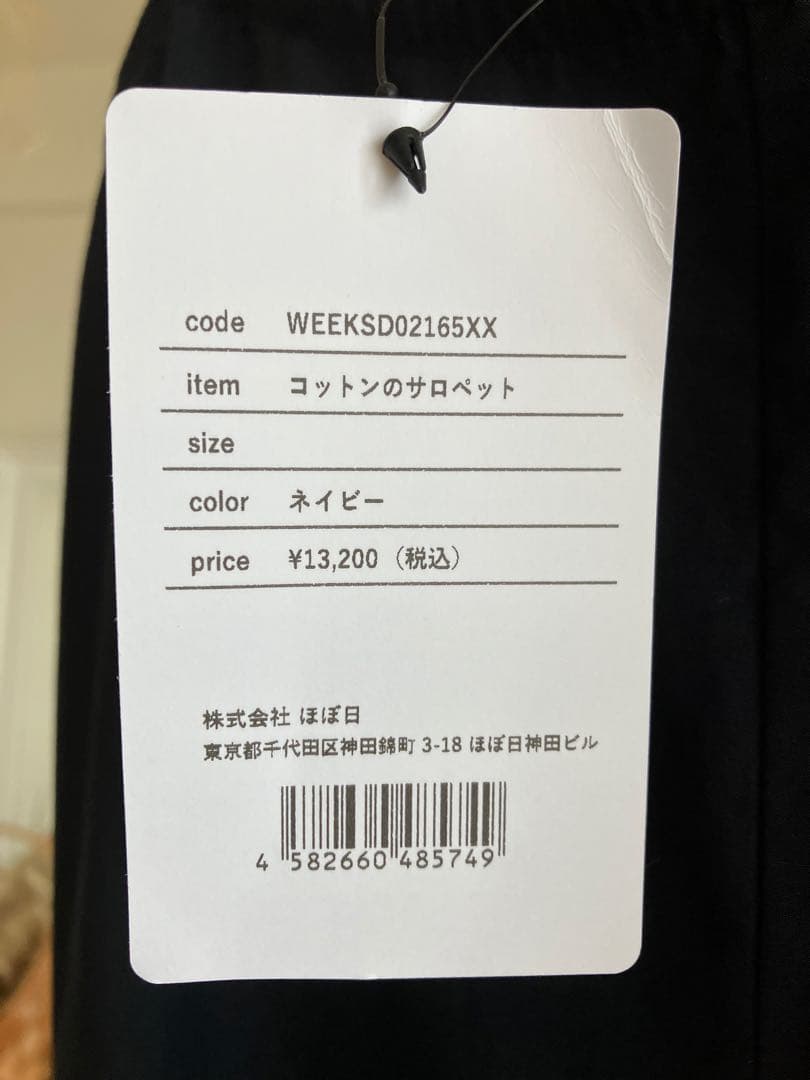 code WEEKSD02165XX
item コットンのサロペット
size
color ネイビー
price ¥13,200（税込）
株式会社 ほぼ日
東京都千代田区神田錦町 3-18 ほぼ日神田ビル
4 582660 485749